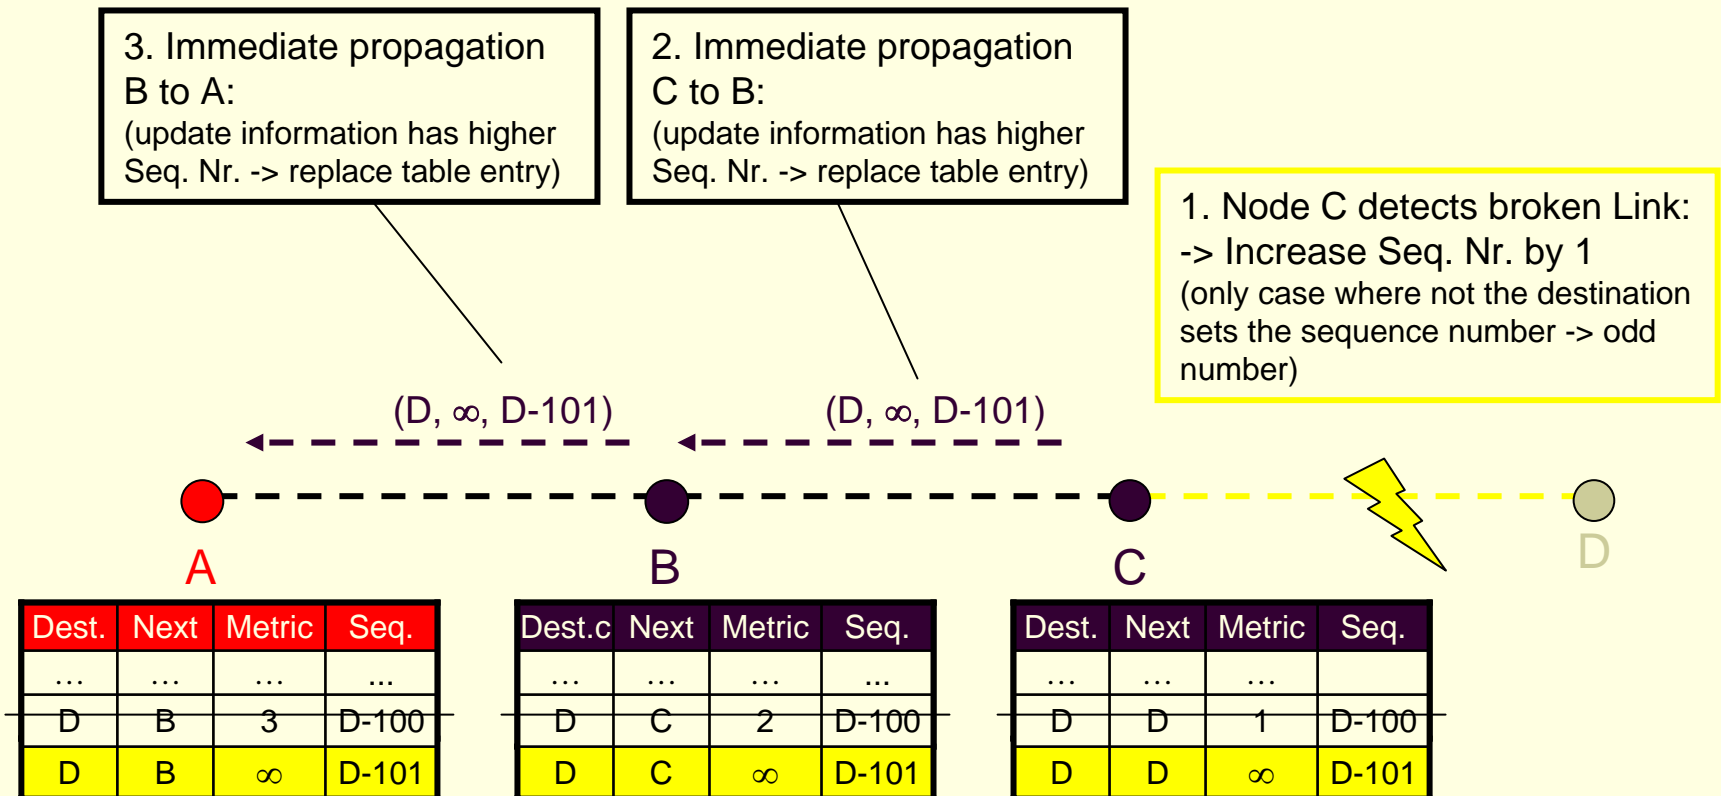 3. Immediate propagation
B to A:
(update information has higher
Seq. Nr. -> replace table entry)
2. Immediate propagation
C to B:
(update information has higher
Seq. Nr. -> replace table entry)
1. Node C detects broken Link:
-> Increase Seq. Nr. by 1
(only case where not the destination
sets the sequence number -> odd
number)
(D, ∞, D-101)
(D, ∞, D-101)
A
B
C
D
Dest. Next Metric Seq.
... ... ... ...
D B 3 D-100
D B ∞ D-101
Dest.c Next Metric Seq.
... ... ... ...
D C 2 D-100
D C ∞ D-101
Dest. Next Metric Seq.
... ... ...
D D 1 D-100
D D ∞ D-101